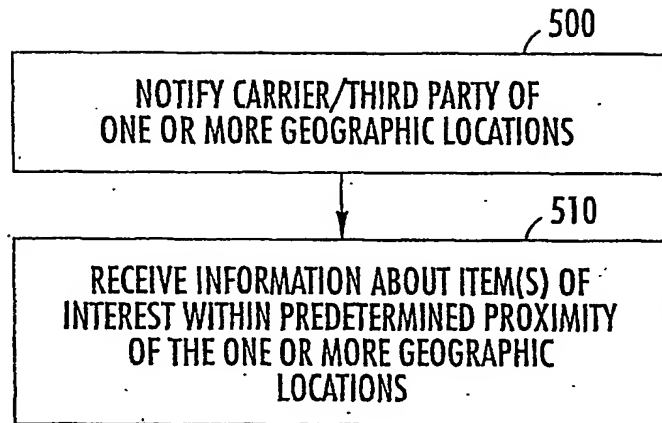 500
NOTIFY CARRIER/THIRD PARTY OF
ONE OR MORE GEOGRAPHIC LOCATIONS
510
RECEIVE INFORMATION ABOUT ITEM(S) OF
INTEREST WITHIN PREDETERMINED PROXIMITY
OF THE ONE OR MORE GEOGRAPHIC
LOCATIONS